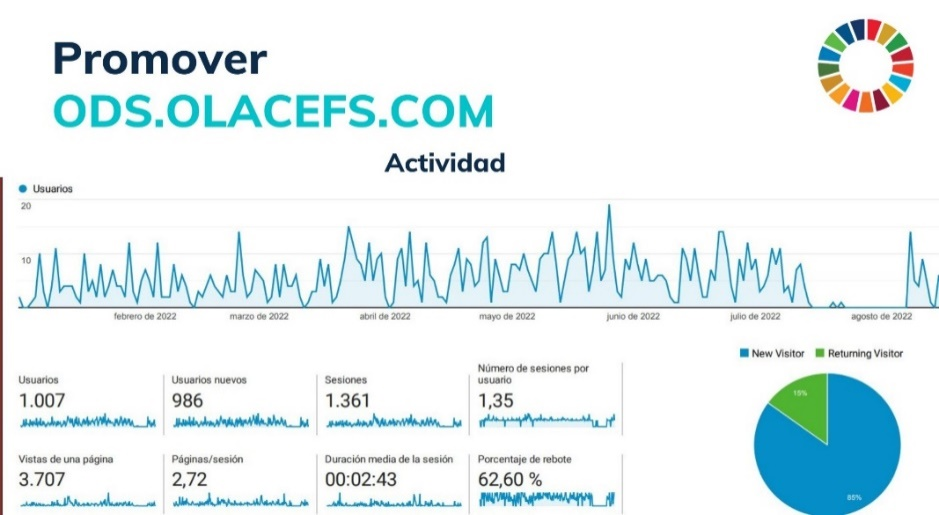 Promover
ODS.OLACEFS.COM
Actividad
Usuarios
20
10
febrero de 2022
marzo de 2022
abril de 2022
mayo de 2022
junio de 2022
julio de 2022
agosto de 2022
New Visitor
Returning Visitor
Usuarios
1.007
Usuarios nuevos
986
Sesiones
1.361
Número de sesiones por
usuario
1,35
15%
Vistas de una página
3.707
Páginas/sesión
2,72
Duración media de la sesión
00:02:43
Porcentaje de rebote
62,60 %
85%